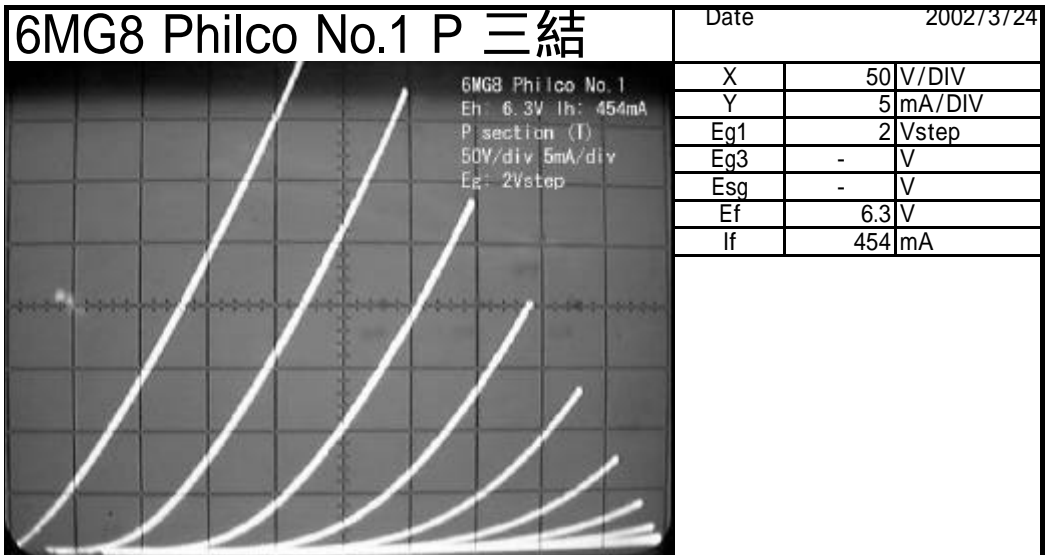 6MG8 Philco No.1 P 三結
Date 2002/3/24
6MG8 Philco No.1
Eh: 6.3V Ih: 454mA
P section (T)
50V/div 5mA/div
Eg: 2Vstep
X 50 V/DIV
Y 5 mA/DIV
Eg1 2 Vstep
Eg3 - V
Esg - V
Ef 6.3 V
If 454 mA